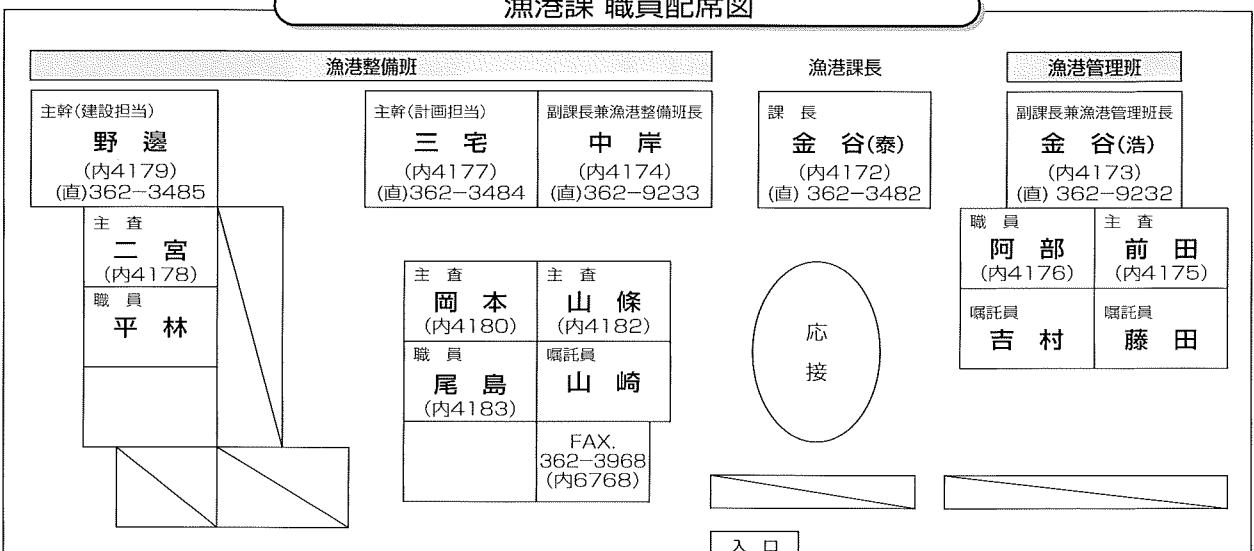 漁港課 職員配席図
漁港整備班
漁港課長
漁港管理班
主幹(建設担当)
野 邊
(内4179)
(直)362-3485
主幹(計画担当)
三 宅
(内4177)
(直)362-3484
副課長兼漁港整備班長
中 岸
(内4174)
(直)362-9233
課 長
金 谷(泰)
(内4172)
(直) 362-3482
副課長兼漁港管理班長
金 谷(浩)
(内4173)
(直) 362-9232
主 査
二 宮
(内4178)
職 員
平 林
主 査
岡 本
(内4180)
主 査
山 條
(内4182)
職 員
尾 島
(内4183)
嘱託員
山 崎
FAX.
362-3968
(内6768)
応
接
職 員
阿 部
(内4176)
主 査
前 田
(内4175)
嘱託員
吉 村
嘱託員
藤 田
入 口